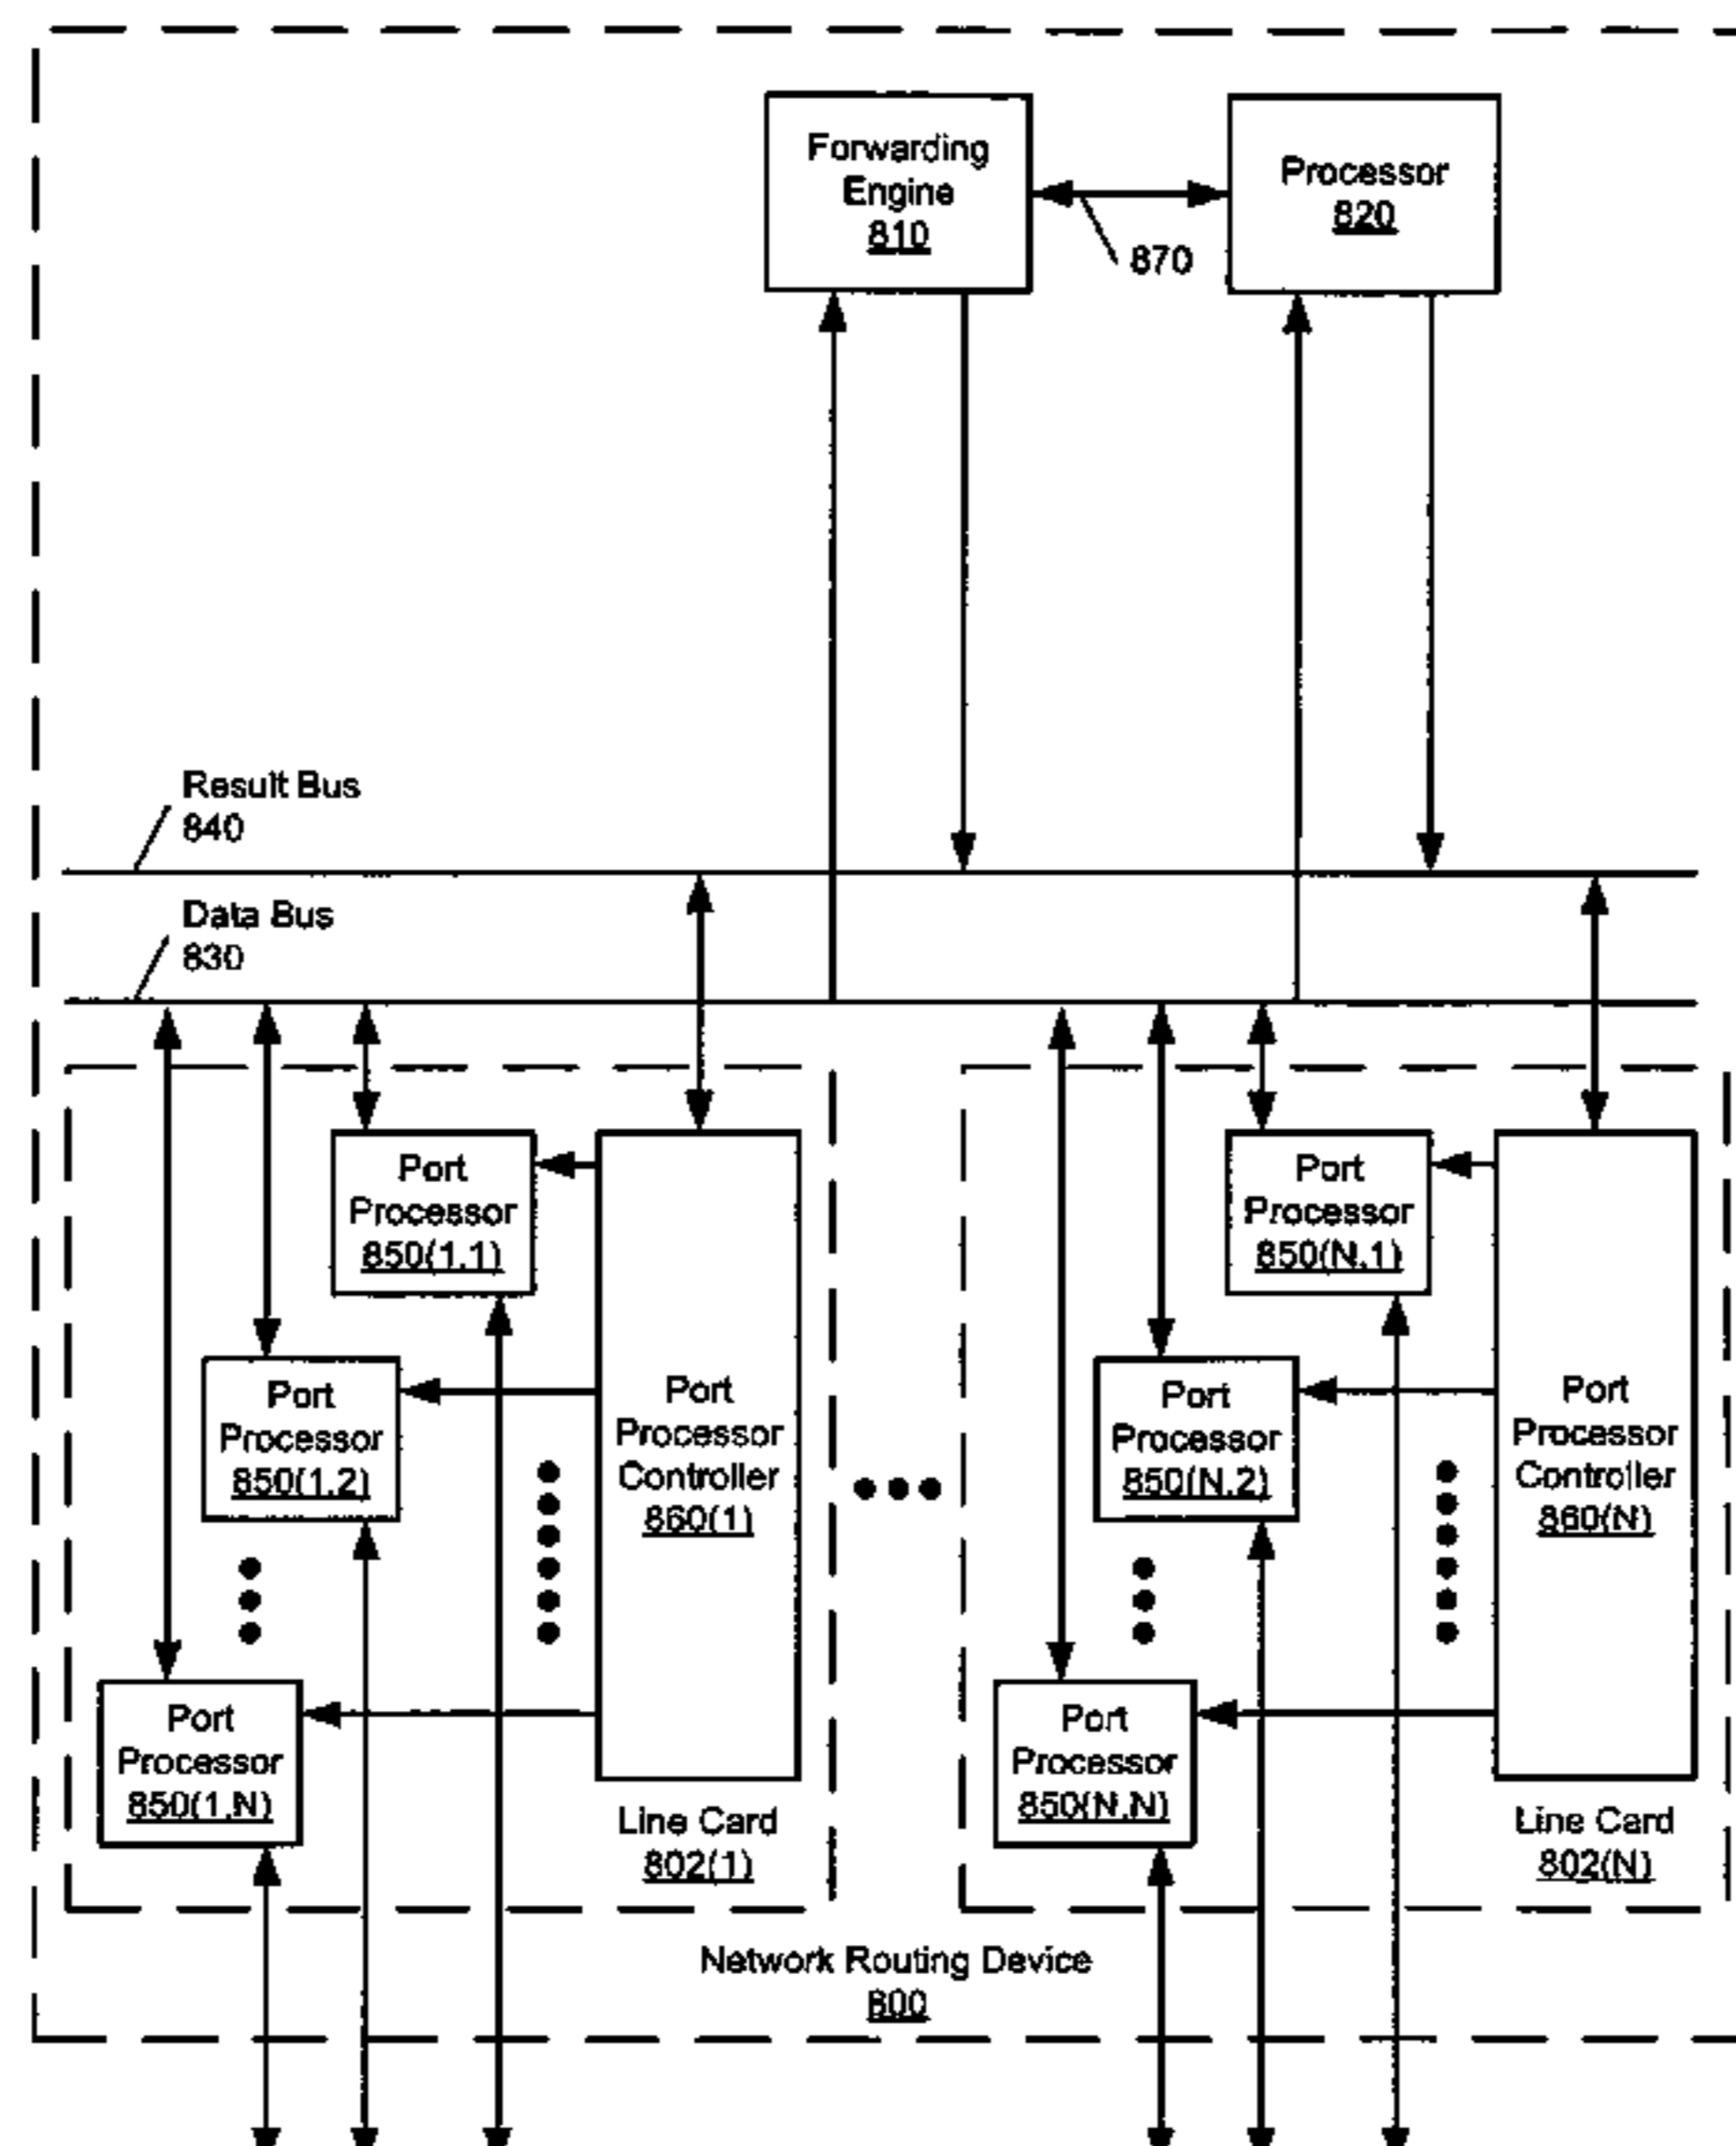 Forwarding
Engine
810
Processor
820
870
Result Bus
840
Data Bus
830
Port
Processor
850(1,1)
Port
Processor
850(N,1)
Port
Processor
850(1,2)
Port
Processor
Controller
860(1)
Port
Processor
850(N,2)
Port
Processor
Controller
860(N)
Port
Processor
850(1,N)
Port
Processor
850(N,N)
Line Card
802(1)
Line Card
802(N)
Network Routing Device
800